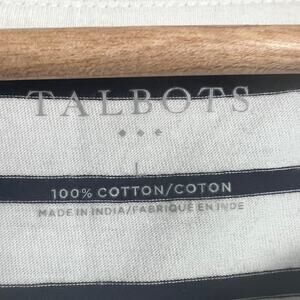 TALBOTS
L
100% COTTON/COTON
MADE IN INDIA/FABRIQUÉ EN INDE